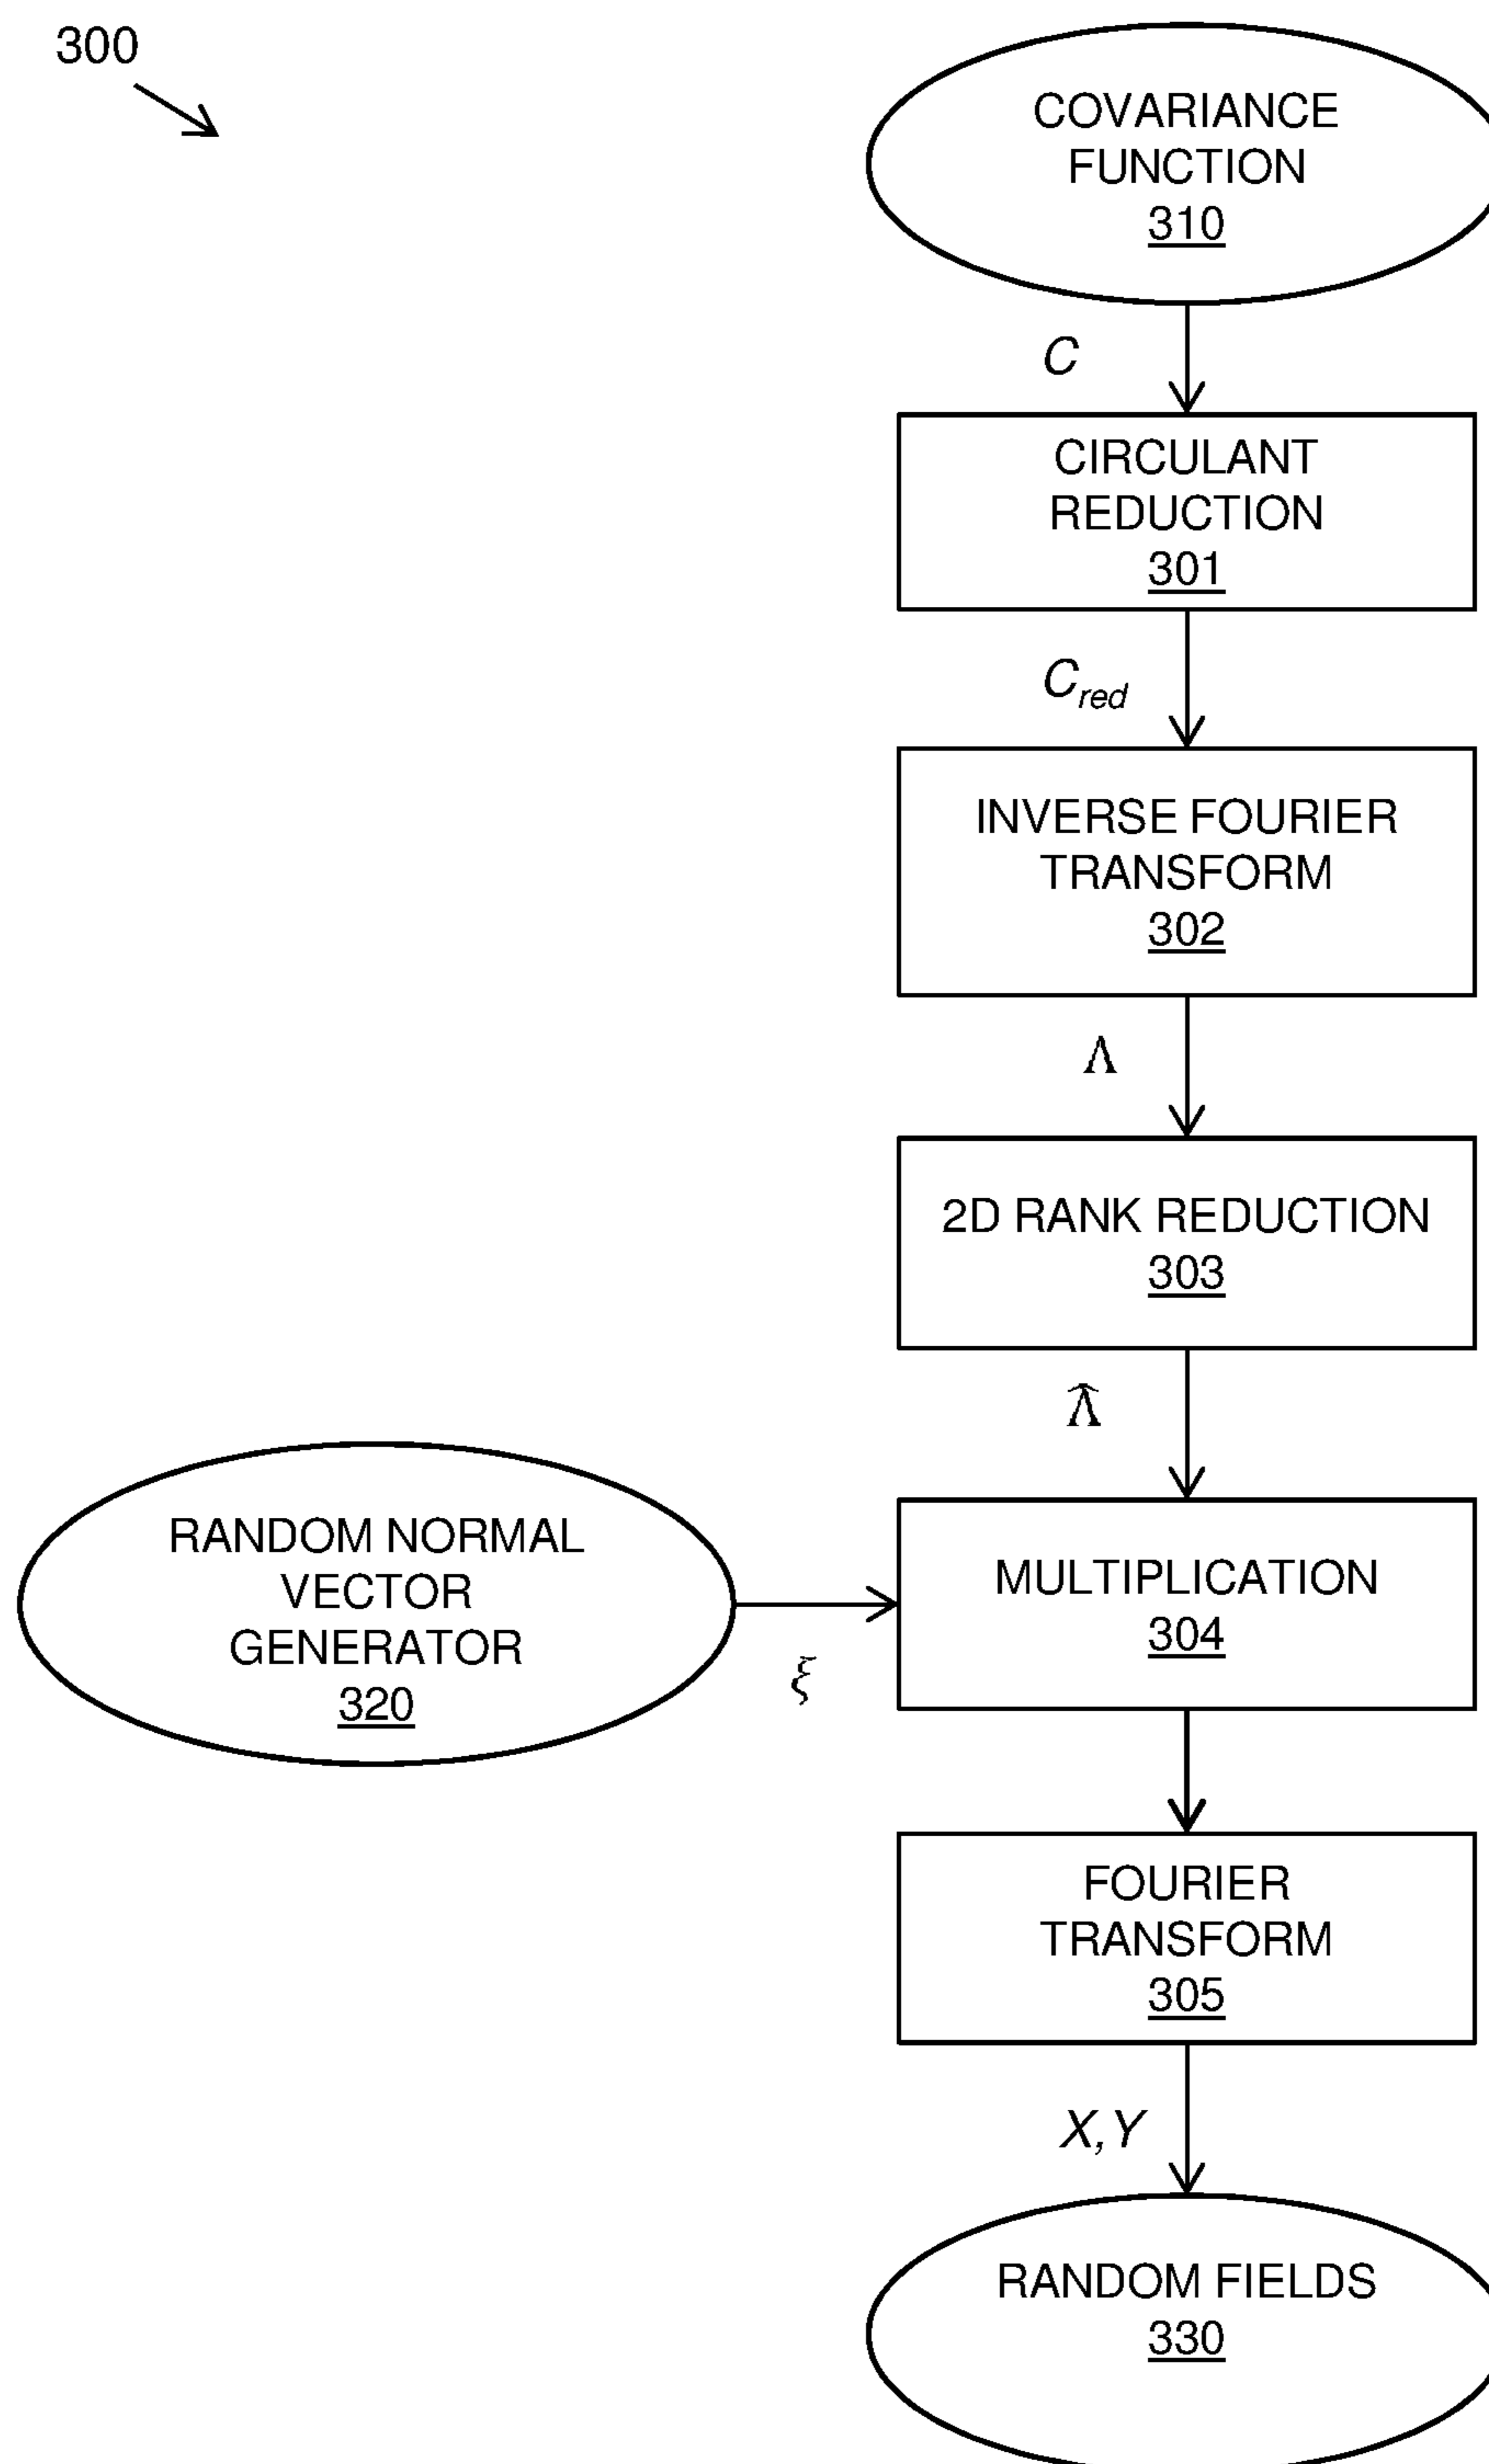 300
COVARIANCE
FUNCTION
310
C
CIRCULANT
REDUCTION
301
C_red
INVERSE FOURIER
TRANSFORM
302
Λ
2D RANK REDUCTION
303
Λ̂
RANDOM NORMAL
VECTOR
GENERATOR
320
ξ
MULTIPLICATION
304
FOURIER
TRANSFORM
305
X, Y
RANDOM FIELDS
330